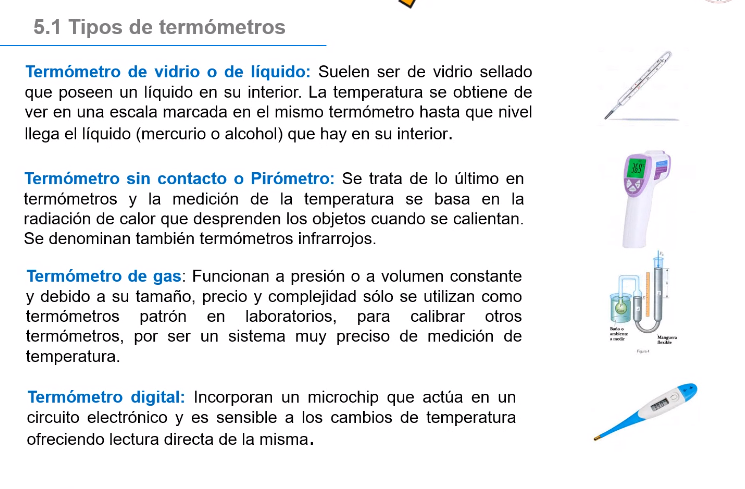 5.1 Tipos de termómetros
Termómetro de vidrio o de líquido: Suelen ser de vidrio sellado
que poseen un líquido en su interior. La temperatura se obtiene de
ver en una escala marcada en el mismo termómetro hasta que nivel
llega el líquido (mercurio o alcohol) que hay en su interior.
Termómetro sin contacto o Pirómetro: Se trata de lo último en
termómetros y la medición de la temperatura se basa en la
radiación de calor que desprenden los objetos cuando se calientan.
Se denominan también termómetros infrarrojos.
Termómetro de gas: Funcionan a presión o a volumen constante
y debido a su tamaño, precio y complejidad sólo se utilizan como
termómetros patrón en laboratorios, para calibrar otros
termómetros, por ser un sistema muy preciso de medición de
temperatura.
Baño o
ambiente
a medir
Manguera
flexible
Termómetro digital: Incorporan un microchip que actúa en un
circuito electrónico y es sensible a los cambios de temperatura
ofreciendo lectura directa de la misma.